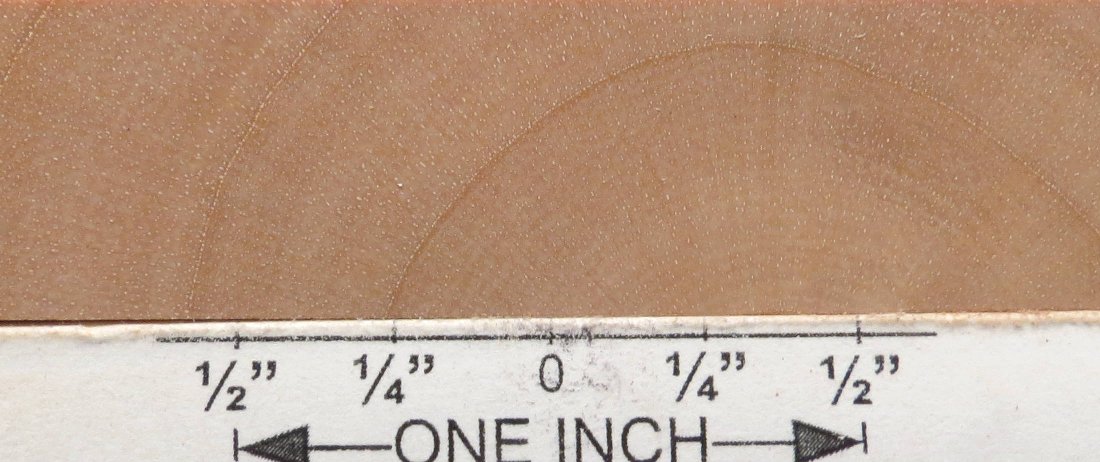 ½” ¼” 0 ¼” ½”
ONE INCH